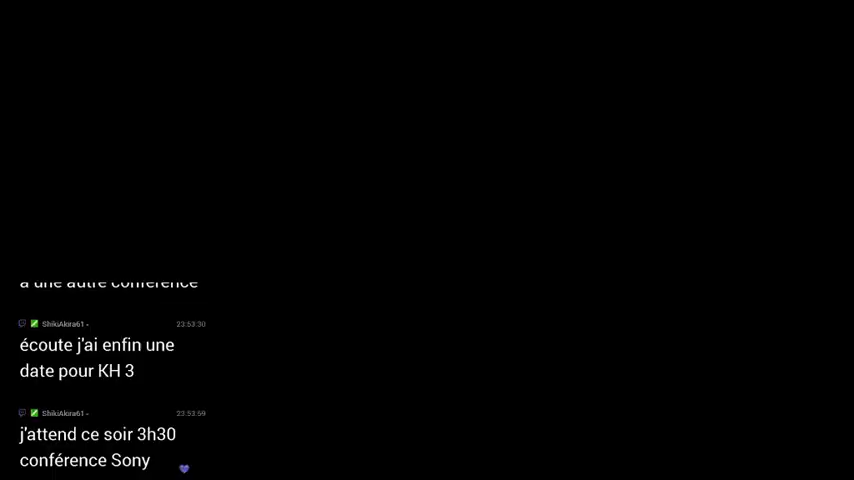 a une autre conférence
ShikiAkira61 -
23:53:30
écoute j'ai enfin une
date pour KH 3
ShikiAkira61 -
23:53:59
j'attend ce soir 3h30
conférence Sony